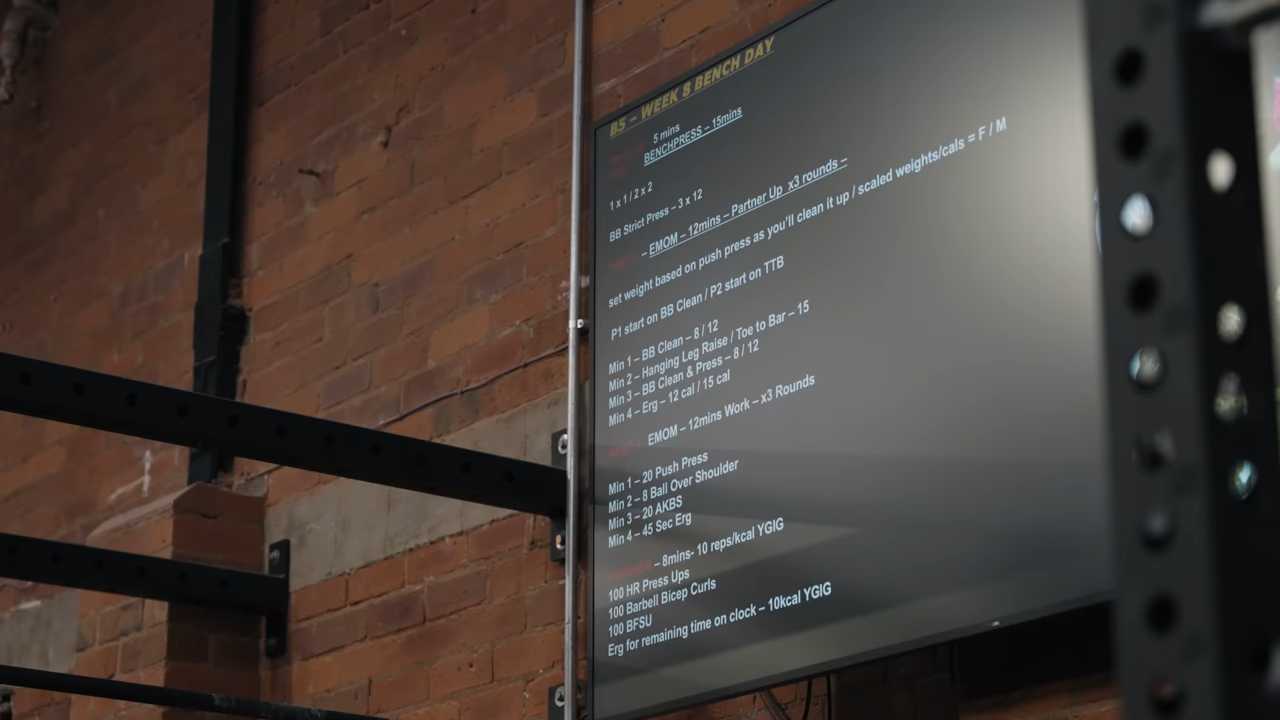 B5 – WEEK 8 BENCH DAY
5 mins
BENCHPRESS – 15mins
1 x 1 / 2 x 2
BB Strict Press – 3 x 12
– EMOM – 12mins – Partner Up x3 rounds –
set weight based on push press as you'll clean it up / scaled weights/cals = F / M
P1 start on BB Clean / P2 start on TTB
Min 1 – BB Clean – 8 / 12
Min 2 – Hanging Leg Raise / Toe to Bar – 15
Min 3 – BB Clean & Press – 8 / 12
Min 4 – Erg – 12 cal / 15 cal
EMOM – 12mins Work – x3 Rounds
Min 1 – 20 Push Press
Min 2 – 8 Ball Over Shoulder
Min 3 – 20 AKBS
Min 4 – 45 Sec Erg
– 8mins- 10 reps/kcal YGIG
100 HR Press Ups
100 Barbell Bicep Curls
100 BFSU
Erg for remaining time on clock – 10kcal YGIG